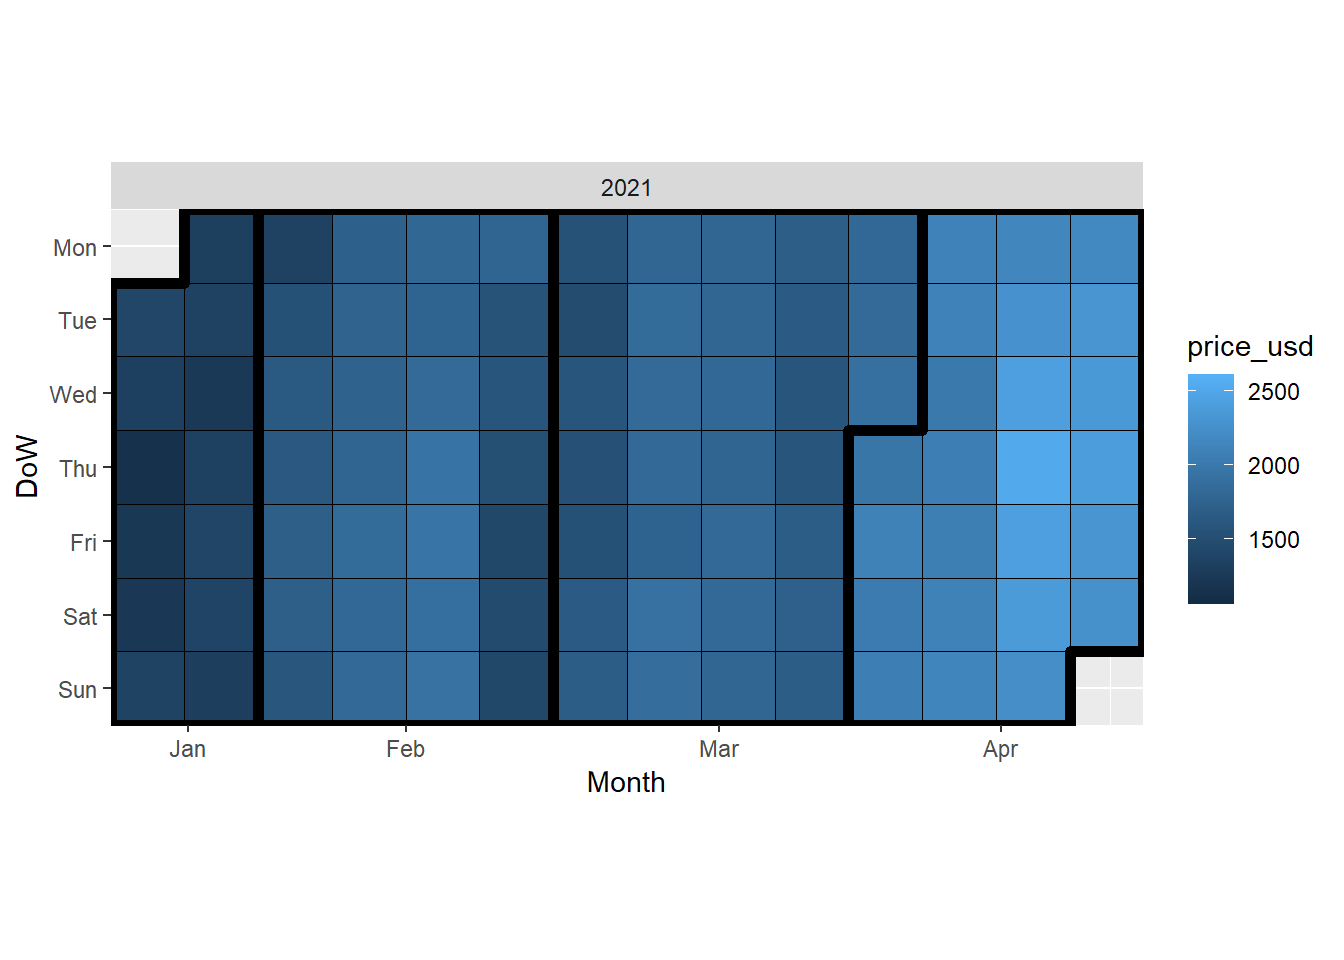 2021
Mon
Tue
Wed
Thu
Fri
Sat
Sun
DoW
Jan Feb Mar Apr
Month
price_usd
2500
2000
1500